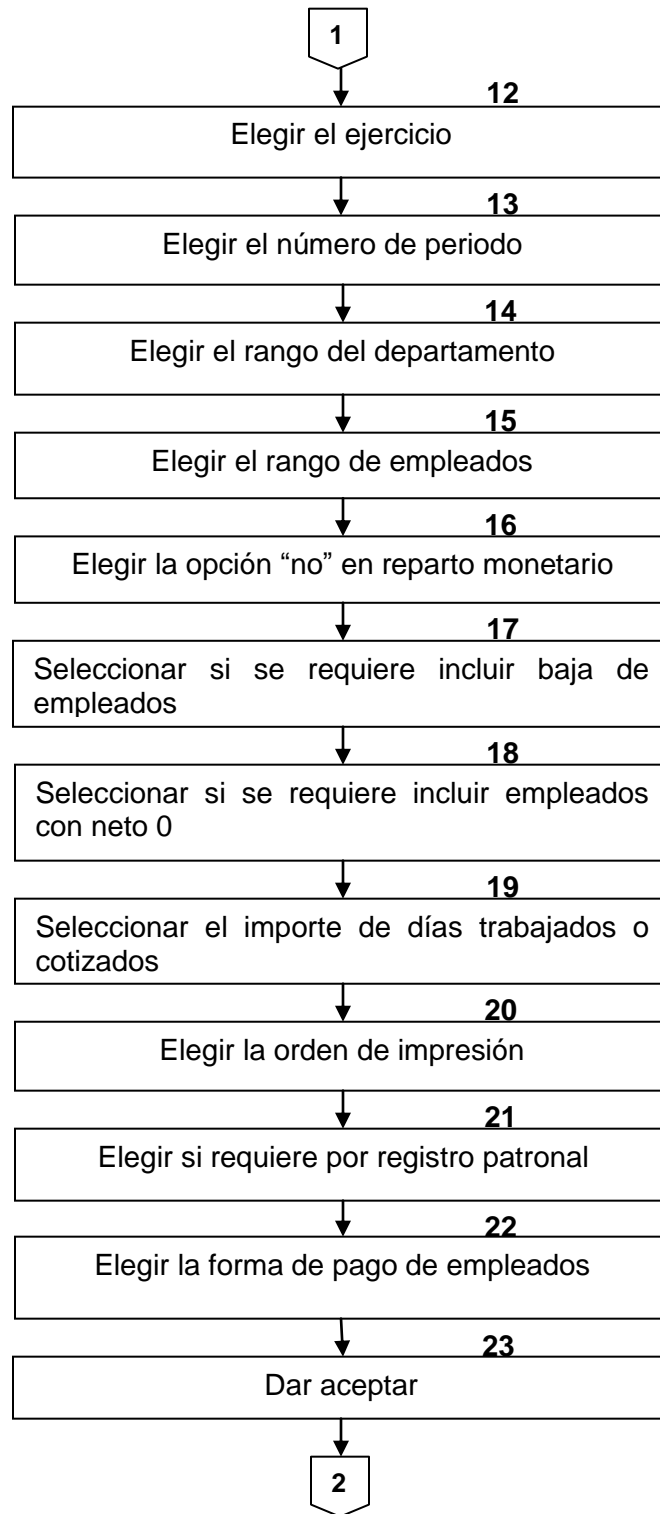 1
12
Elegir el ejercicio
13
Elegir el número de periodo
14
Elegir el rango del departamento
15
Elegir el rango de empleados
16
Elegir la opción “no” en reparto monetario
17
Seleccionar si se requiere incluir baja de
empleados
18
Seleccionar si se requiere incluir empleados
con neto 0
19
Seleccionar el importe de días trabajados o
cotizados
20
Elegir la orden de impresión
21
Elegir si requiere por registro patronal
22
Elegir la forma de pago de empleados
23
Dar aceptar
2